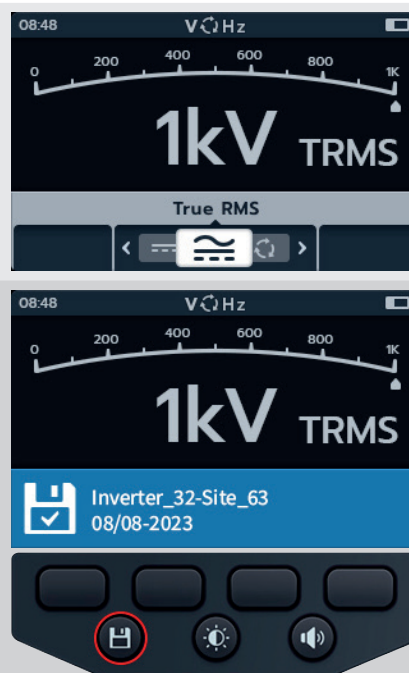 08:48 V Hz
0 200 400 600 800 1K
1kV TRMS
True RMS
08:48 V Hz
0 200 400 600 800 1K
1kV TRMS
Inverter_32-Site_63
08/08-2023